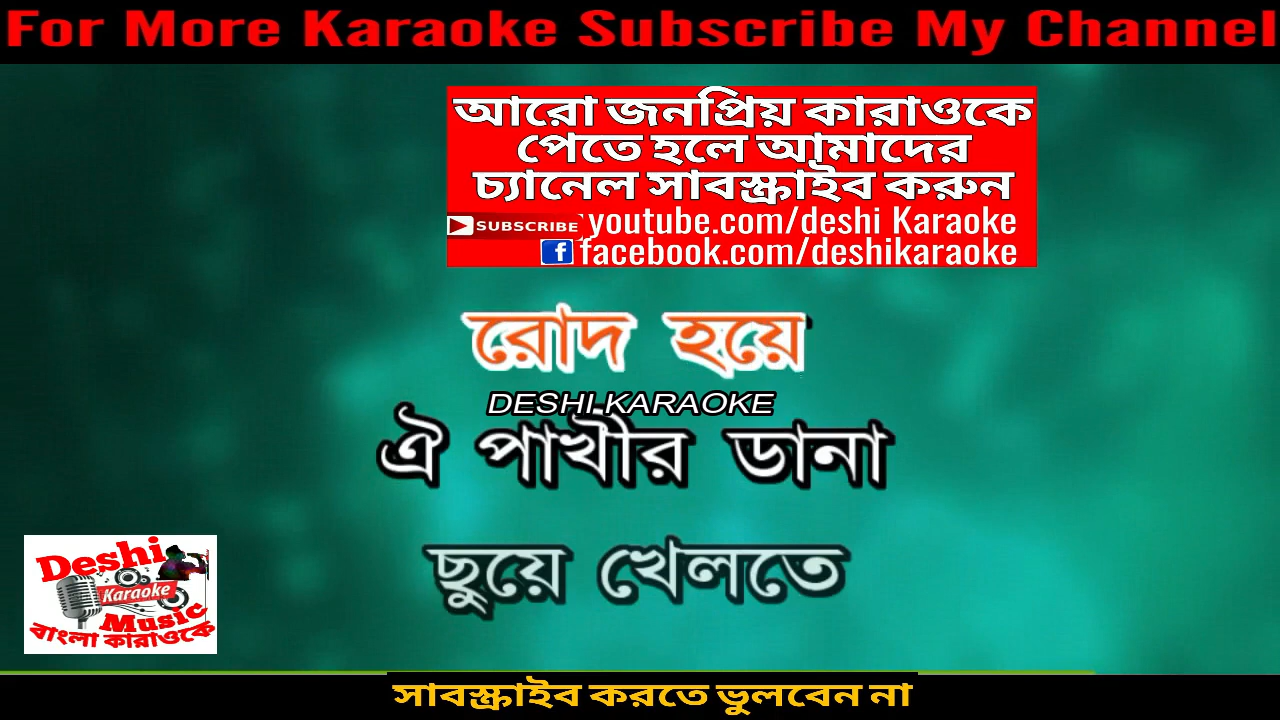 For More Karaoke Subscribe My Channel
আরো জনপ্রিয় কারাওকে
পেতে হলে আমাদের
চ্যানেল সাবস্ক্রাইব করুন
SUBSCRIBE youtube.com/deshi Karaoke
f facebook.com/deshikaraoke
রোদ হয়ে
DESHI KARAOKE
ঐ পাখীর ডানা
ছুয়ে খেলতে
Deshi
Karaoke
Music
বাংলা কারাওকে
সাবস্ক্রাইব করতে ভুলবেন না